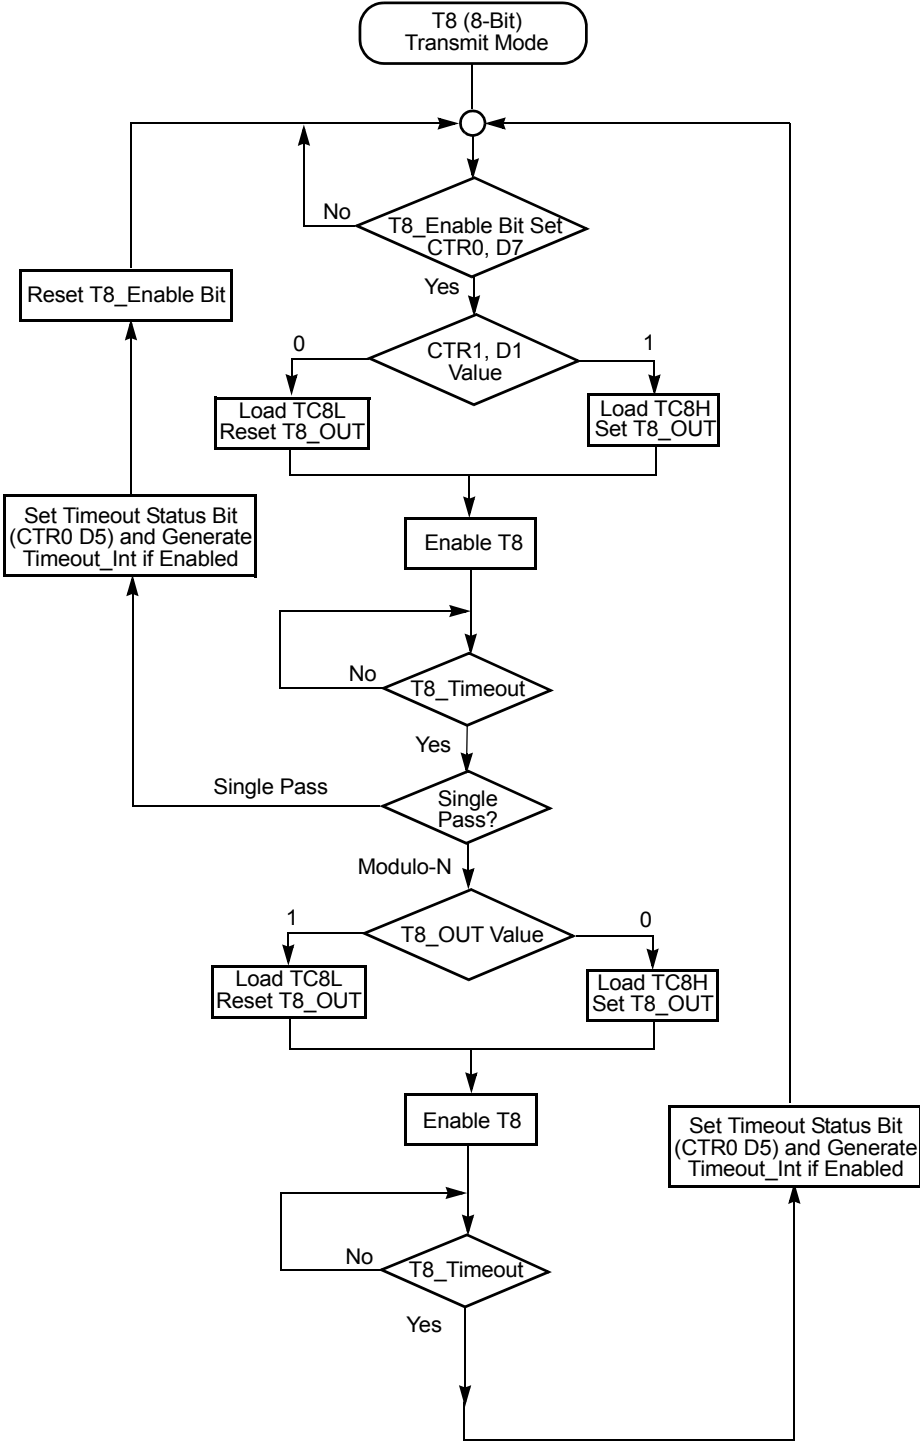 T8 (8-Bit)
Transmit Mode
No
T8_Enable Bit Set
CTR0, D7
Yes
Reset T8_Enable Bit
0
CTR1, D1
Value
1
Load TC8L
Reset T8_OUT
Load TC8H
Set T8_OUT
Set Timeout Status Bit
(CTR0 D5) and Generate
Timeout_Int if Enabled
Enable T8
No
T8_Timeout
Yes
Single Pass
Single
Pass?
Modulo-N
1
T8_OUT Value
0
Load TC8L
Reset T8_OUT
Load TC8H
Set T8_OUT
Enable T8
Set Timeout Status Bit
(CTR0 D5) and Generate
Timeout_Int if Enabled
No
T8_Timeout
Yes